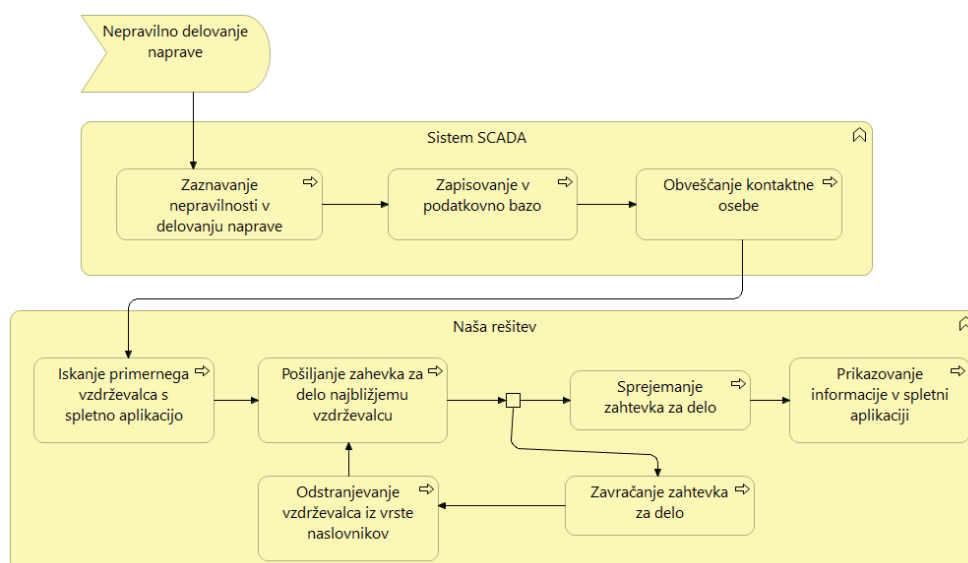 Nepravilno delovanje
naprave
Sistem SCADA
Zaznavanje
nepravilnosti v
delovanju naprave
Zapisovanje v
podatkovno bazo
Obveščanje kontaktne
osebe
Naša rešitev
Iskanje primernega
vzdrževalca s
spletno aplikacijo
Pošiljanje zahevka za
delo najbližjemu
vzdrževalcu
Sprejemanje
zahtevka za delo
Prikazovanje
informacije v spletni
aplikaciji
Odstranjevanje
vzdrževalca iz vrste
naslovnikov
Zavračanje zahtevka
za delo